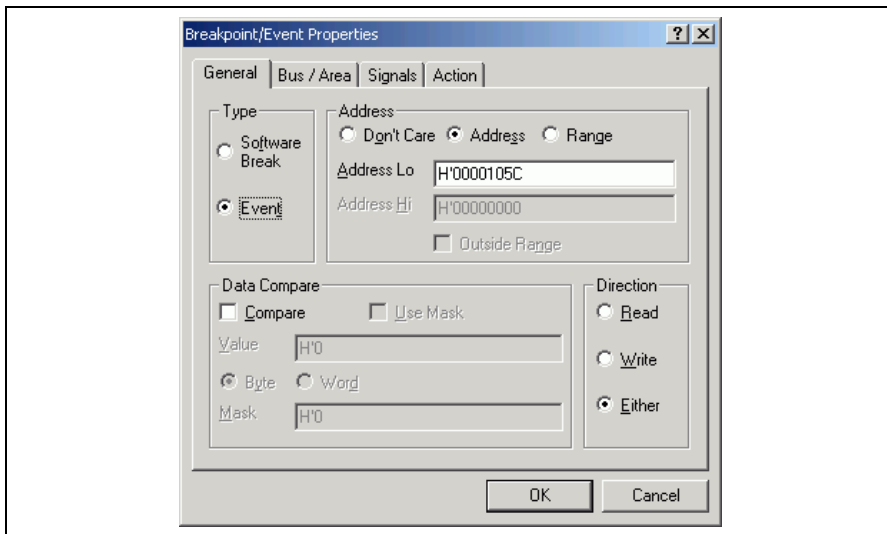 Breakpoint/Event Properties
General Bus / Area Signals Action
Type
Software
Break
Event
Address
Don't Care Address Range
Address Lo H'0000105C
Address Hi H'00000000
Outside Range
Data Compare
Compare Use Mask
Value H'0
Byte Word
Mask H'0
Direction
Read
Write
Either
OK Cancel